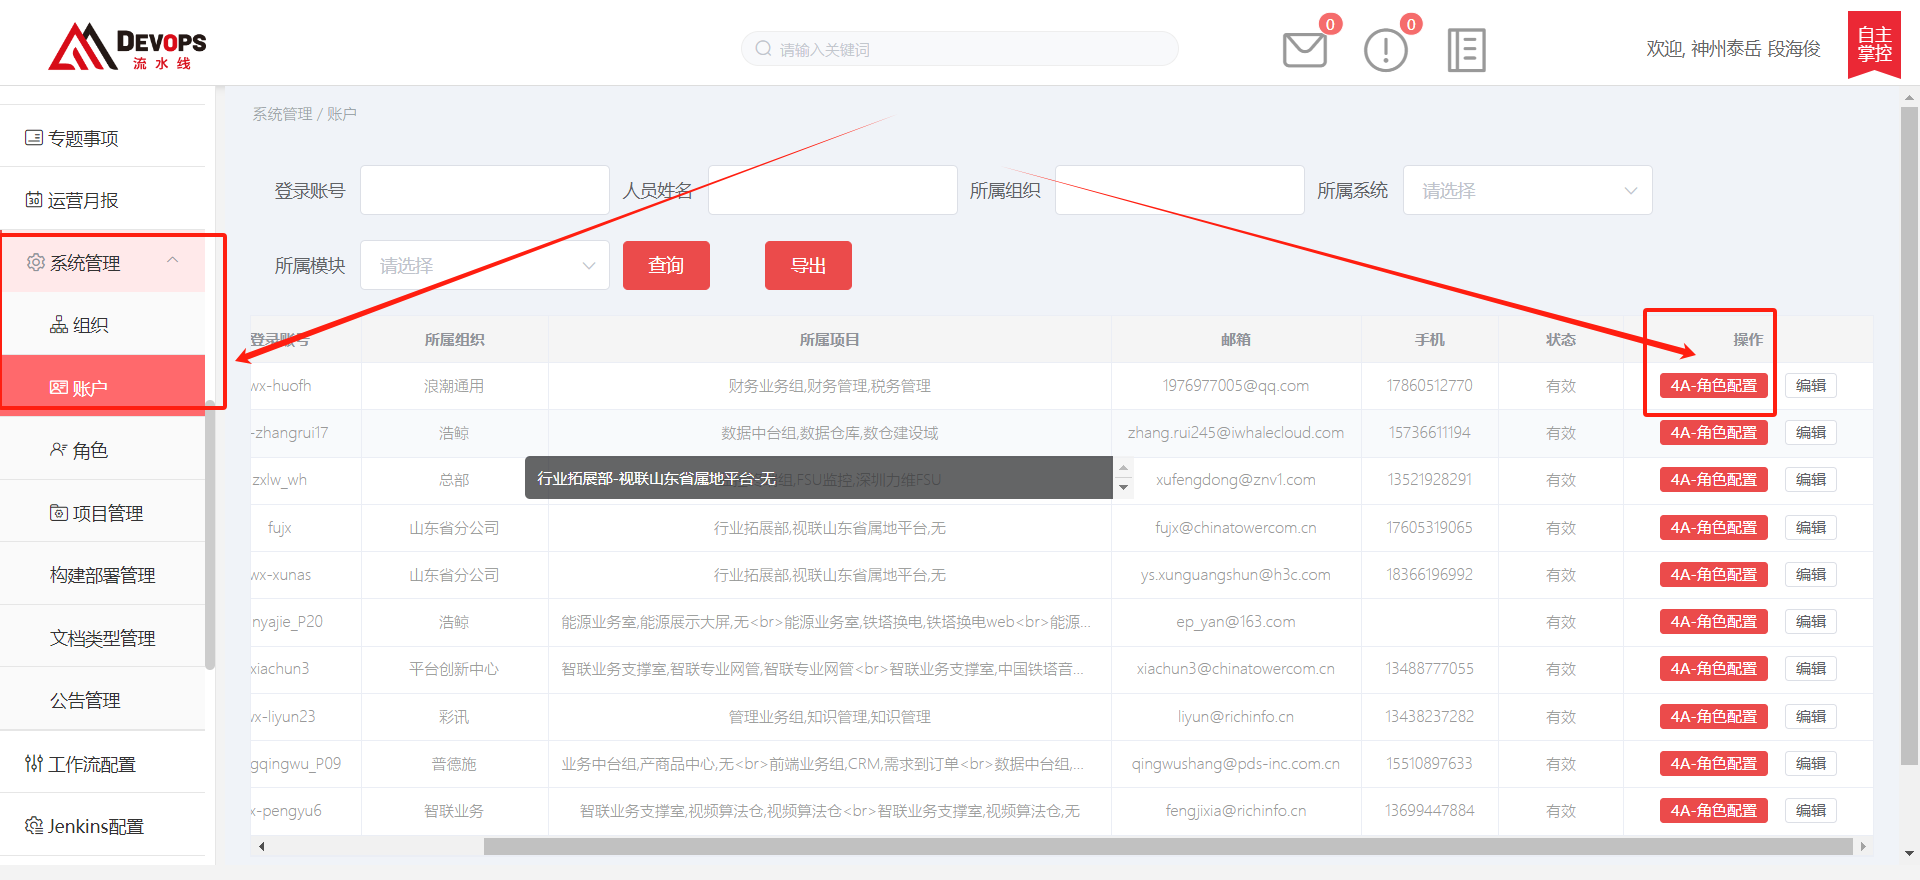 DEVOPS
流水线
请输入关键词
0
0
欢迎, 神州泰岳 段海俊
自主
掌控
专题事项
30 运营月报
系统管理
组织
账户
角色
项目管理
构建部署管理
文档类型管理
公告管理
工作流配置
Jenkins配置
系统管理 / 账户
登录账号 人员姓名 所属组织 所属系统 请选择
所属模块 请选择 查询 导出
登录账号 所属组织 所属项目 邮箱 手机 状态 操作
wx-huofh 浪潮通用 财务业务组,财务管理,税务管理 1976977005@qq.com 17860512770 有效 4A-角色配置 编辑
-zhangrui17 浩鲸 数据中台组,数据仓库,数仓建设域 zhang.rui245@iwhalecloud.com 15736611194 有效 4A-角色配置 编辑
zxlw_wh 总部 组,FSU监控,深圳力维FSU xufengdong@znv1.com 13521928291 有效 4A-角色配置 编辑
行业拓展部-视联山东省属地平台-无
fujx 山东省分公司 行业拓展部,视联山东省属地平台,无 fujx@chinatowercom.cn 17605319065 有效 4A-角色配置 编辑
wx-xunas 山东省分公司 行业拓展部,视联山东省属地平台,无 ys.xunguangshun@h3c.com 18366196992 有效 4A-角色配置 编辑
nyajie_P20 浩鲸 能源业务室,能源展示大屏,无<br>能源业务室,铁塔换电,铁塔换电web<br>能源... ep_yan@163.com 有效 4A-角色配置 编辑
xiachun3 平台创新中心 智联业务支撑室,智联专业网管,智联专业网管<br>智联业务支撑室,中国铁塔音... xiachun3@chinatowercom.cn 13488777055 有效 4A-角色配置 编辑
vx-liyun23 彩讯 管理业务组,知识管理,知识管理 liyun@richinfo.cn 13438237282 有效 4A-角色配置 编辑
gqingwu_P09 普德施 业务中台组,产商品中心,无<br>前端业务组,CRM,需求到订单<br>数据中台组,... qingwushang@pds-inc.com.cn 15510897633 有效 4A-角色配置 编辑
x-pengyu6 智联业务 智联业务支撑室,视频算法仓,视频算法仓<br>智联业务支撑室,视频算法仓,无 fengjixia@richinfo.cn 13699447884 有效 4A-角色配置 编辑